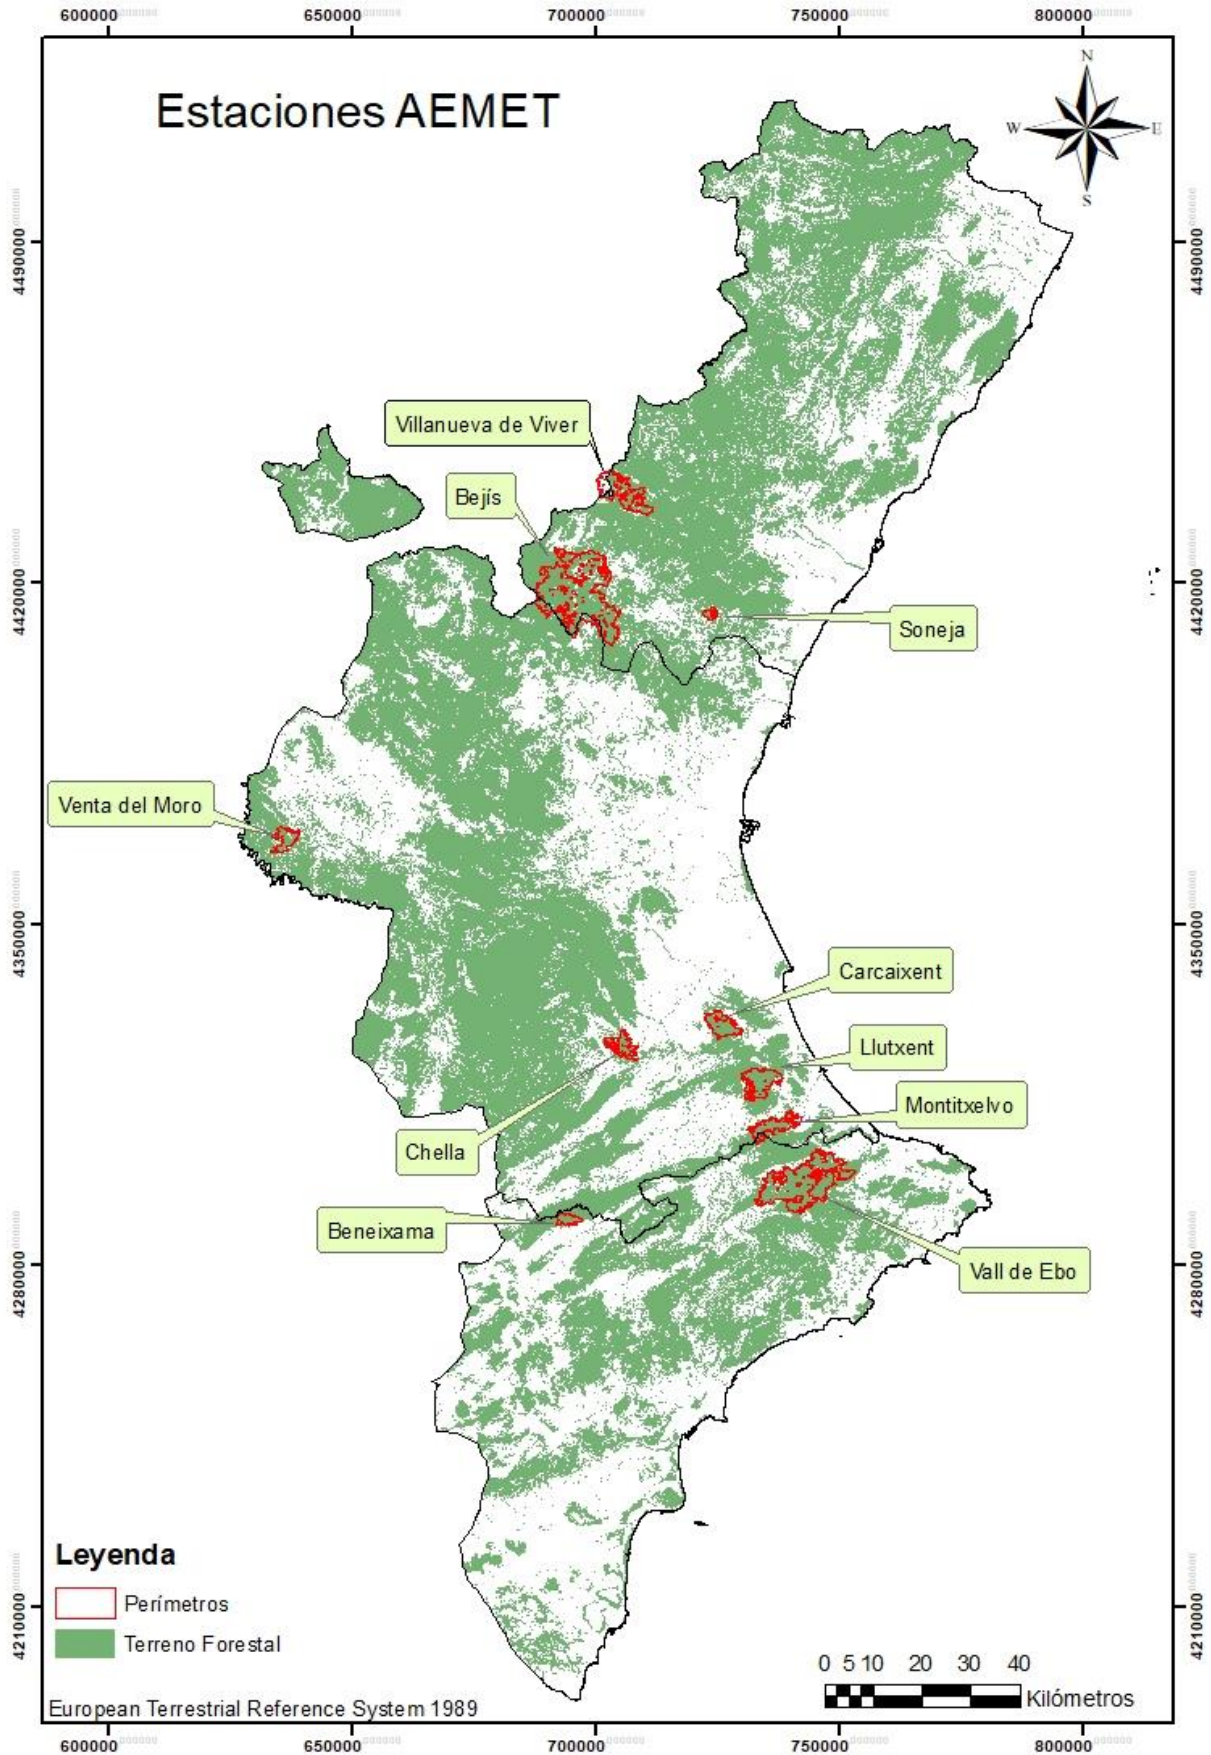 600000 650000 700000 750000 800000
Estaciones AEMET
N
W E
S
4490000 4490000
Villanueva de Viver
Bejís
4420000 4420000
Soneja
Venta del Moro
4350000 4350000
Carcaixent
Llutxent
Montitxelvo
Chella
Beneixama
Vall de Ebo
4280000 4280000
Leyenda
Perímetros
Terreno Forestal
4210000 4210000
0 5 10 20 30 40
Kilómetros
European Terrestrial Reference System 1989
600000 650000 700000 750000 800000